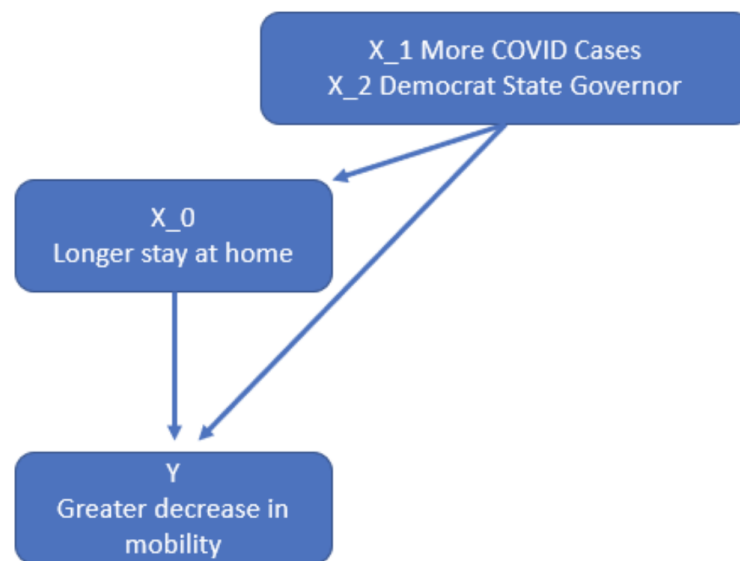 X_1 More COVID Cases
X_2 Democrat State Governor
X_0
Longer stay at home
Y
Greater decrease in
mobility